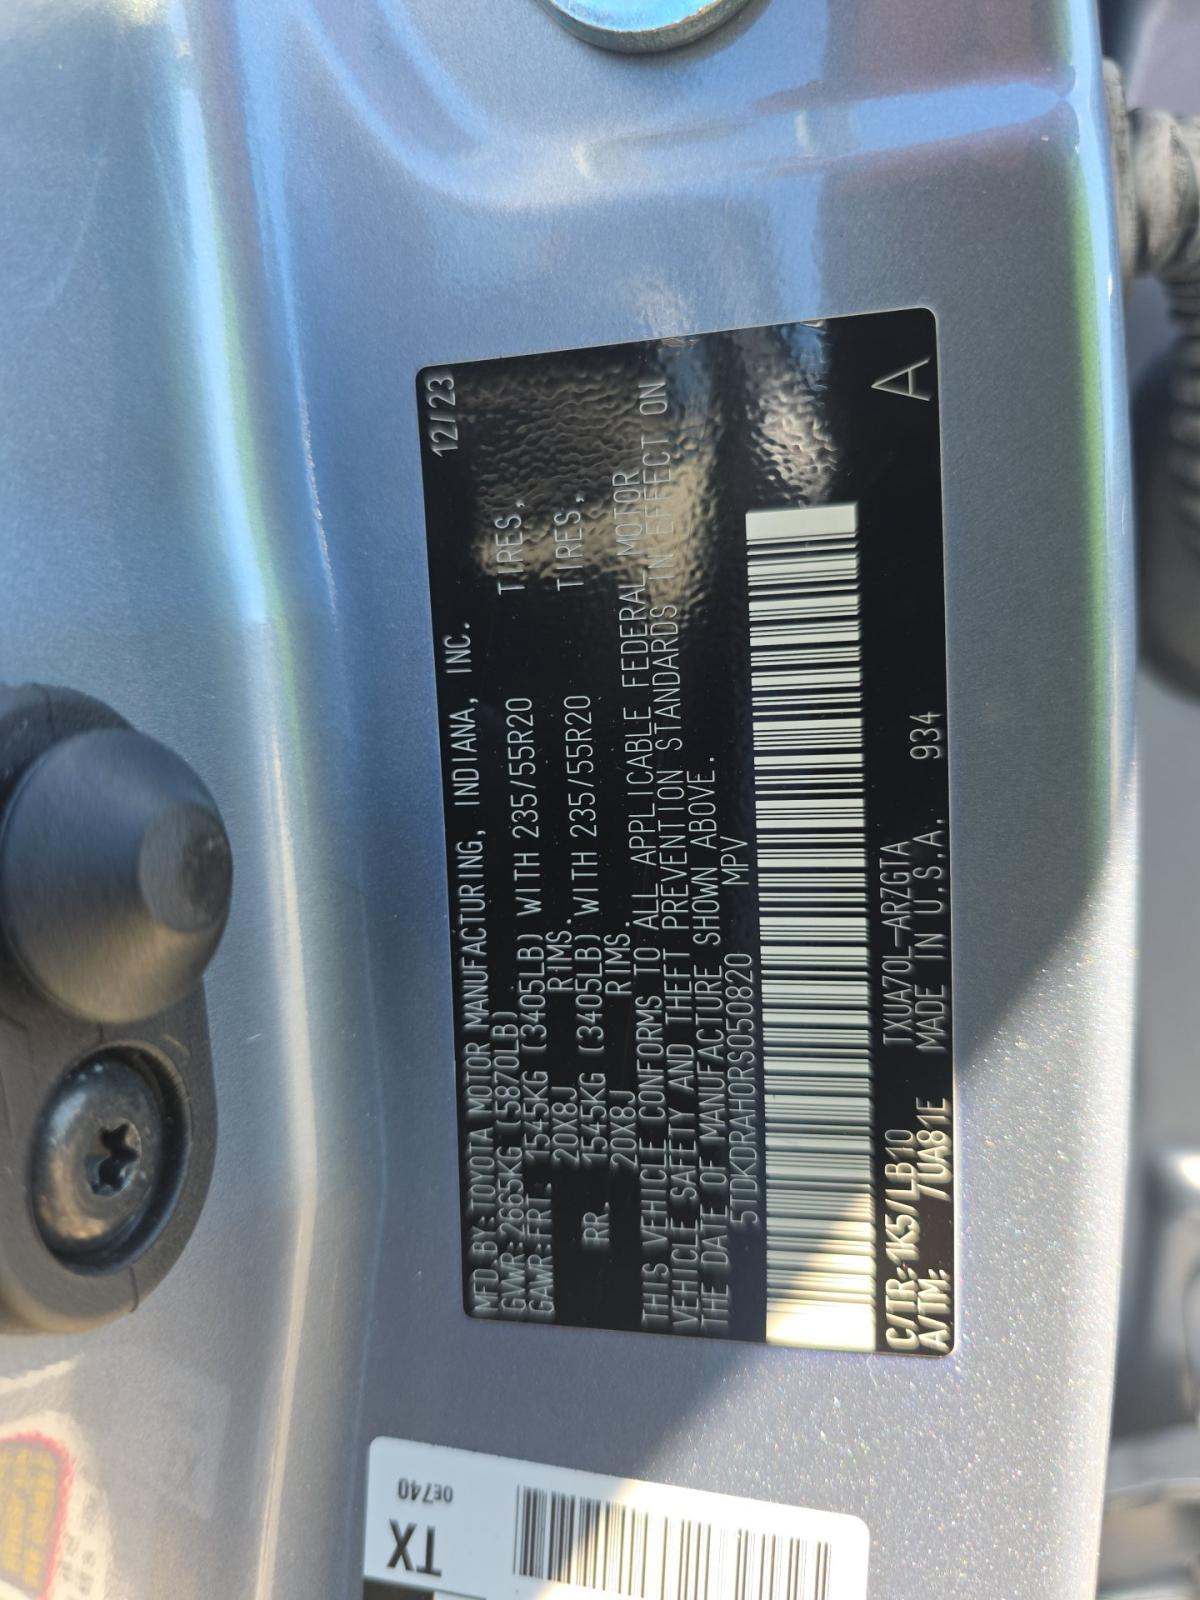 MFD. BY: TOYOTA MOTOR MANUFACTURING, INDIANA, INC. 12/23
GVWR: 2665KG (5870LB)
GAWR: FRT. 1545KG (3405LB) WITH 235/55R20 TIRES,
20X8J RIMS.
RR. 1545KG (3405LB) WITH 235/55R20 TIRES,
20X8J RIMS.
THIS VEHICLE CONFORMS TO ALL APPLICABLE FEDERAL MOTOR
VEHICLE SAFETY AND THEFT PREVENTION STANDARDS IN EFFECT ON
THE DATE OF MANUFACTURE SHOWN ABOVE.
5TDKDRAH0RS050820 MPV
C/TR: 1K5/LB10 TXUA70L-ARZGTA
A/TM: /UA81E MADE IN U.S.A. 934 A
0E740
TX